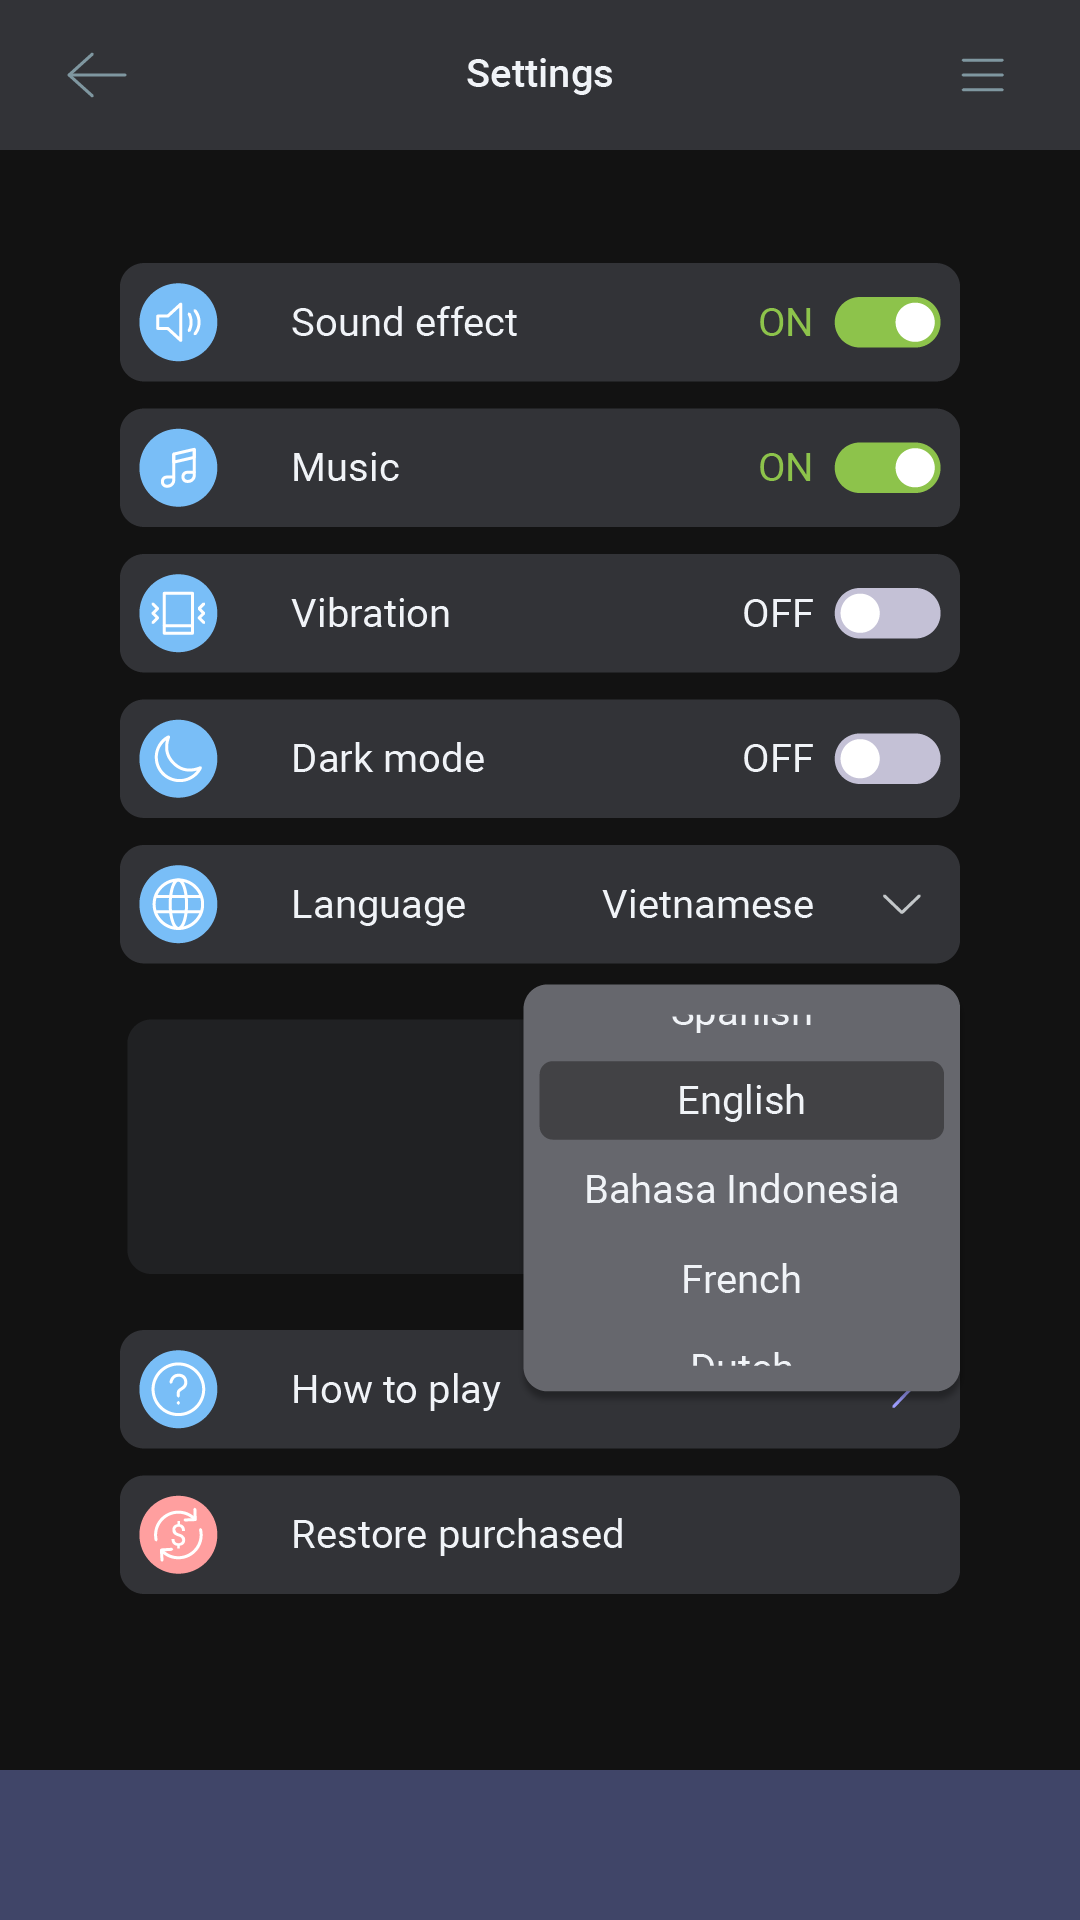 Settings
Sound effect ON
Music ON
Vibration OFF
Dark mode OFF
Language Vietnamese
Spanish
English
Bahasa Indonesia
French
Dutch
How to play
Restore purchased